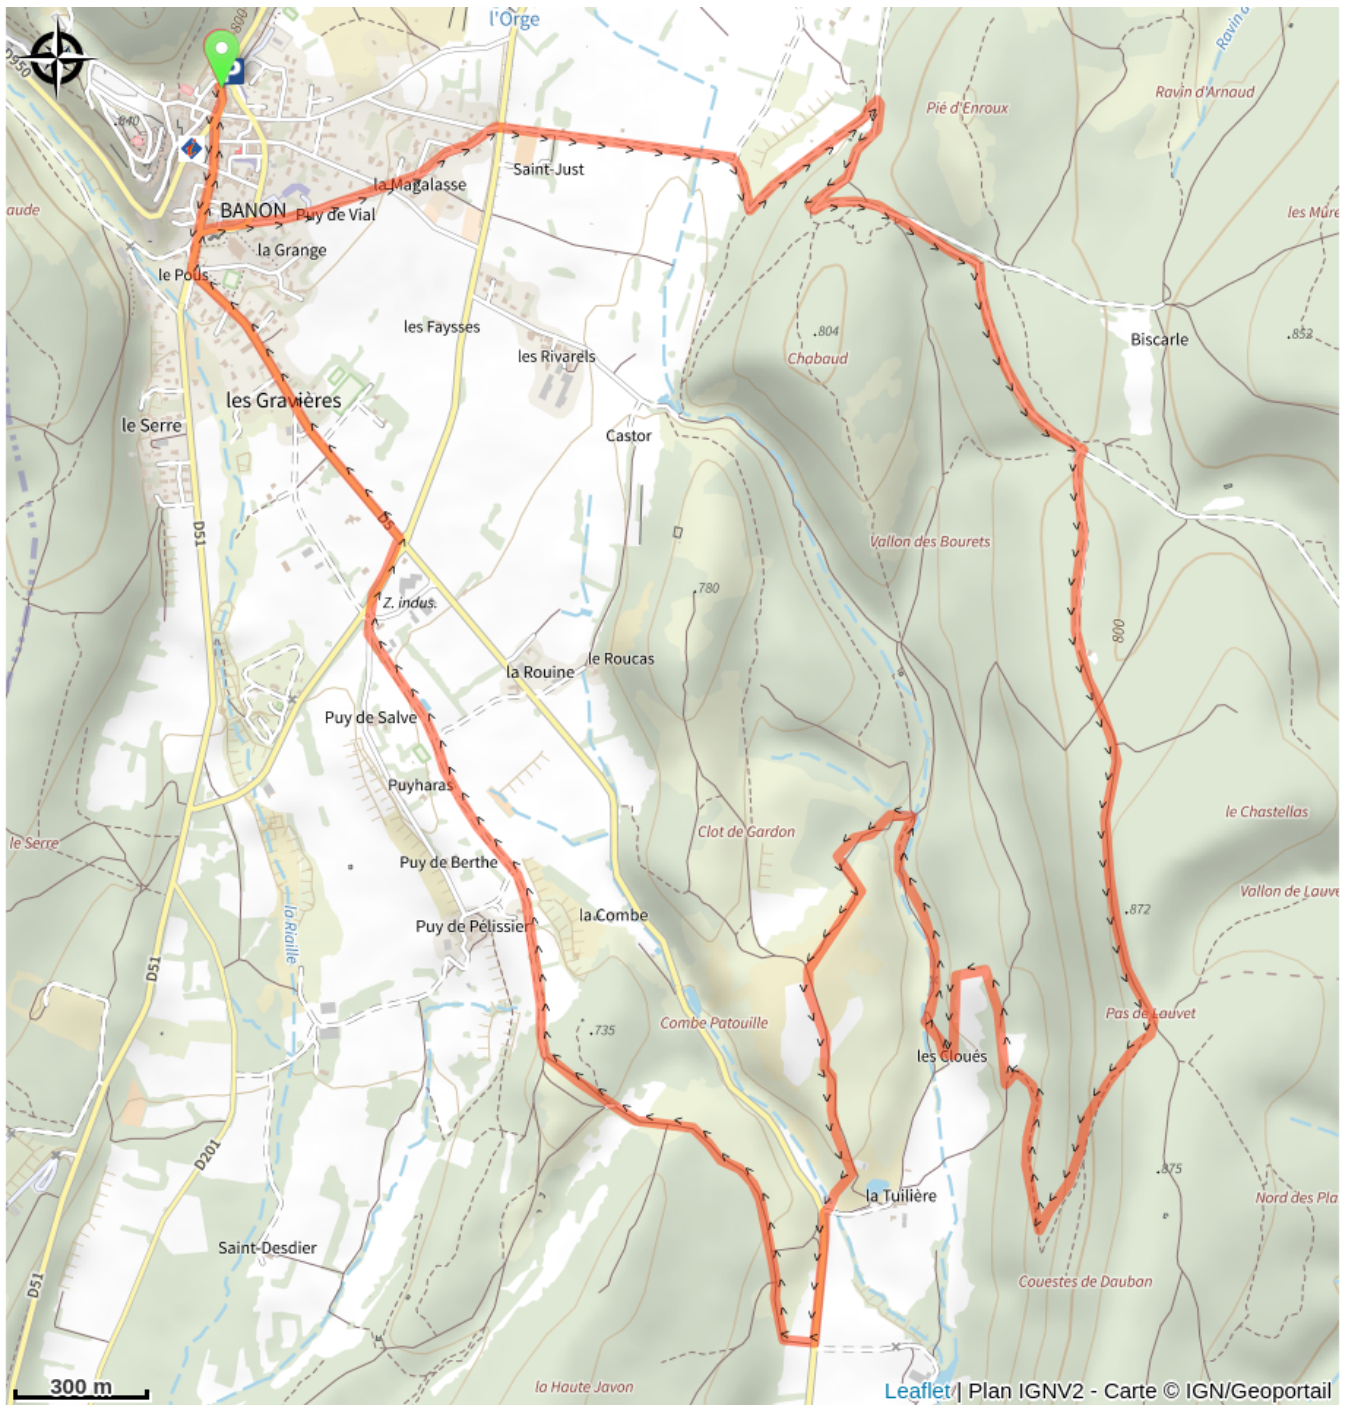 l'Orge
D950
800
Ravin d
P
Pié d'Enroux
Ravin d'Arnaud
840
Saint-Just
la Magalasse
aude
BANON
Puy de Vial
les Mûre
la Grange
le Pous
les Faysses
.804
Chabaud
les Rivarels
Biscarle
.852
les Gravières
le Serre
Castor
D51
D5
Vallon des Bourets
.780
Z. indus.
800
la Rouine
le Roucas
Puy de Salve
Puyharas
le Chastellas
Clot de Gardon
le Serre
Puy de Berthe
Vallon de Lauve
.872
la Combe
Puy de Pélissier
la Riaille
D51
Pas de Lauvet
Combe Patouille
.735
les Cloués
D201
.875
la Tuilière
Nord des Pla
Saint-Desdier
D51
Couestes de Dauban
la Haute Javon
300 m
Leaflet | Plan IGNV2 - Carte © IGN/Geoportail